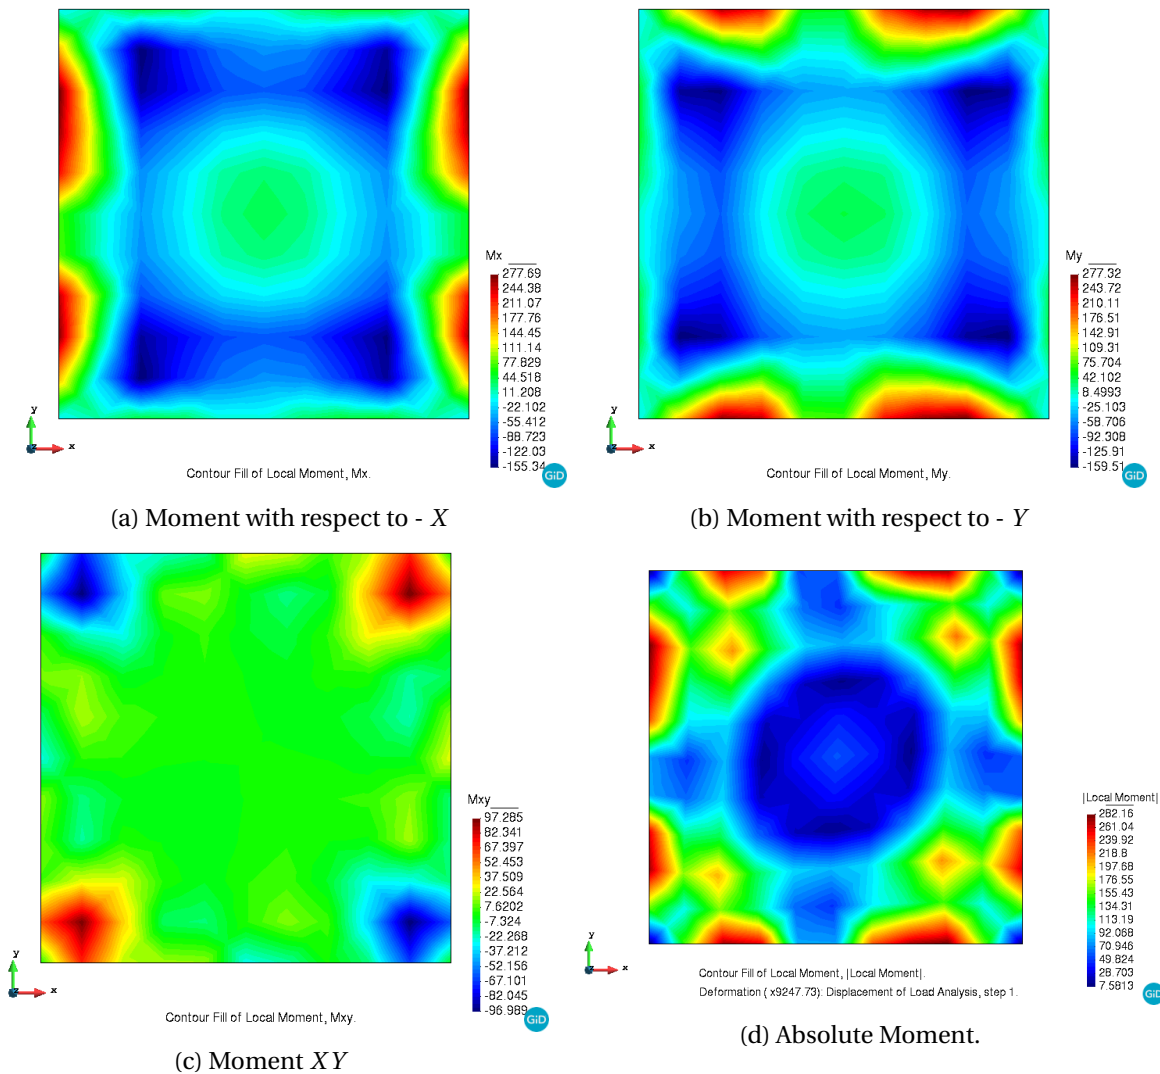 Mx
277.69
244.38
211.07
177.76
144.45
111.14
77.829
44.518
11.208
-22.102
-55.412
-88.723
-122.03
-155.34
y
z
x
GiD
Contour Fill of Local Moment, Mx.
(a) Moment with respect to - X
My
277.32
243.72
210.11
176.51
142.91
109.31
75.704
42.102
8.4993
-25.103
-58.706
-92.308
-125.91
-159.51
y
z
x
GiD
Contour Fill of Local Moment, My.
(b) Moment with respect to - Y
Mxy
97.285
82.341
67.397
52.453
37.509
22.564
7.6202
-7.324
-22.268
-37.212
-52.156
-67.101
-82.045
-96.989
y
z
x
GiD
Contour Fill of Local Moment, Mxy.
(c) Moment XY
|Local Moment|
282.16
261.04
239.92
218.8
197.68
176.55
155.43
134.31
113.19
92.068
70.946
49.824
28.703
7.5813
y
z
x
GiD
Contour Fill of Local Moment, |Local Moment|.
Deformation ( x9247.73): Displacement of Load Analysis, step 1.
(d) Absolute Moment.